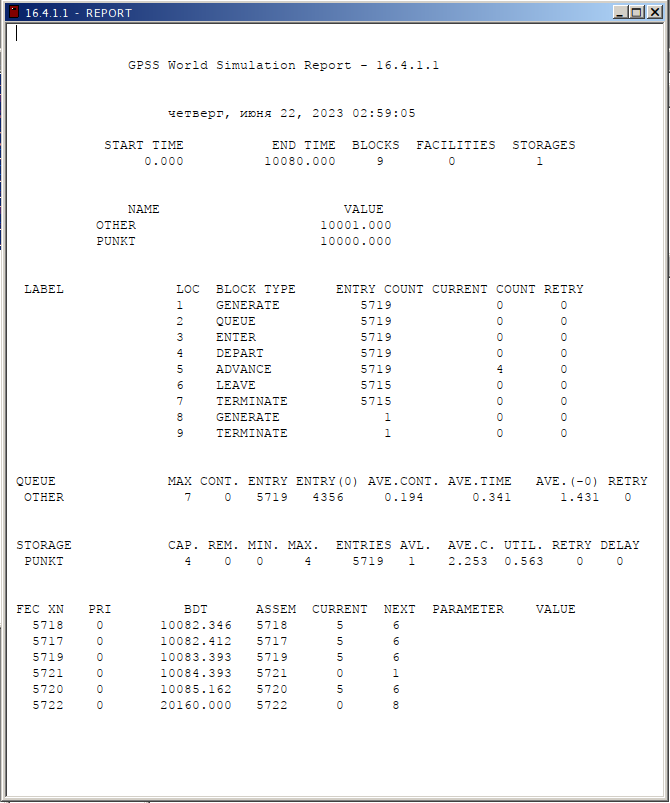 16.4.1.1 - REPORT
GPSS World Simulation Report - 16.4.1.1
четверг, июня 22, 2023 02:59:05
START TIME END TIME BLOCKS FACILITIES STORAGES
0.000 10080.000 9 0 1
NAME VALUE
OTHER 10001.000
PUNKT 10000.000
LABEL LOC BLOCK TYPE ENTRY COUNT CURRENT COUNT RETRY
1 GENERATE 5719 0 0
2 QUEUE 5719 0 0
3 ENTER 5719 0 0
4 DEPART 5719 0 0
5 ADVANCE 5719 4 0
6 LEAVE 5715 0 0
7 TERMINATE 5715 0 0
8 GENERATE 1 0 0
9 TERMINATE 1 0 0
QUEUE MAX CONT. ENTRY ENTRY(0) AVE.CONT. AVE.TIME AVE.(-0) RETRY
OTHER 7 0 5719 4356 0.194 0.341 1.431 0
STORAGE CAP. REM. MIN. MAX. ENTRIES AVL. AVE.C. UTIL. RETRY DELAY
PUNKT 4 0 0 4 5719 1 2.253 0.563 0 0
FEC XN PRI BDT ASSEM CURRENT NEXT PARAMETER VALUE
5718 0 10082.346 5718 5 6
5717 0 10082.412 5717 5 6
5719 0 10083.393 5719 5 6
5721 0 10084.393 5721 0 1
5720 0 10085.162 5720 5 6
5722 0 20160.000 5722 0 8